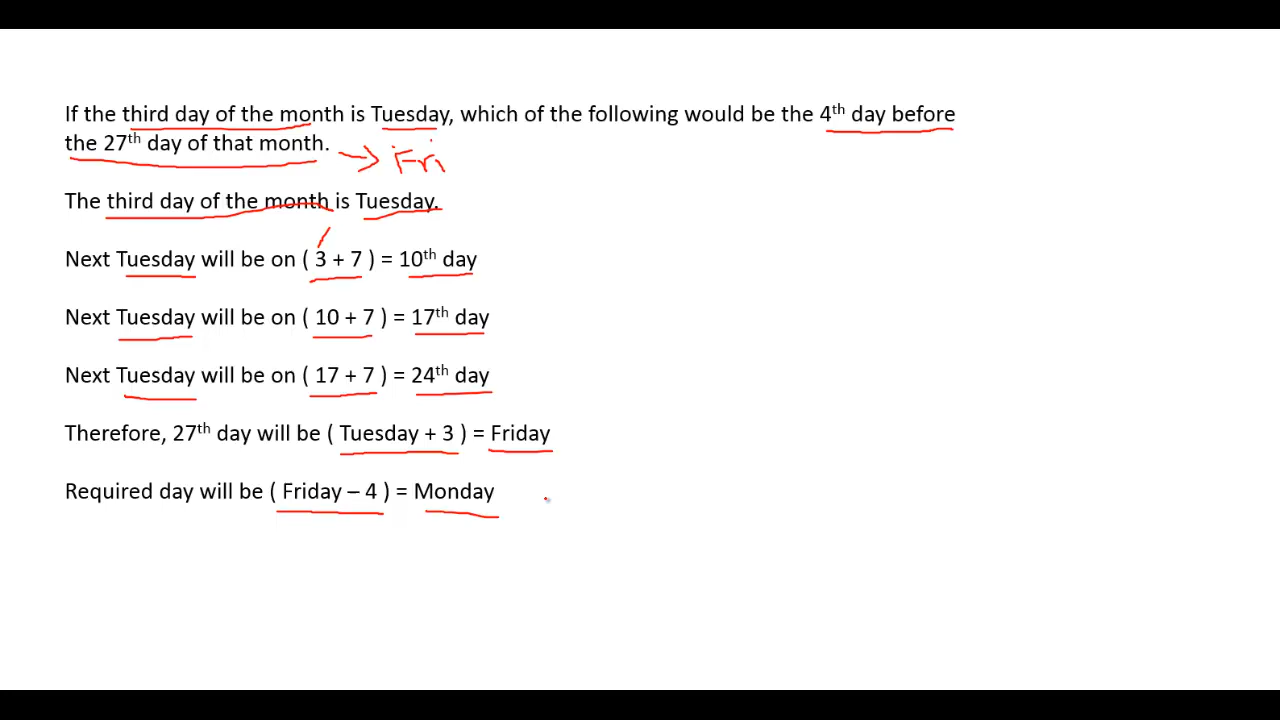 If the third day of the month is Tuesday, which of the following would be the 4th day before
the 27th day of that month.
→ Fri
The third day of the month is Tuesday.
Next Tuesday will be on ( 3 + 7 ) = 10th day
Next Tuesday will be on ( 10 + 7 ) = 17th day
Next Tuesday will be on ( 17 + 7 ) = 24th day
Therefore, 27th day will be ( Tuesday + 3 ) = Friday
Required day will be ( Friday – 4 ) = Monday